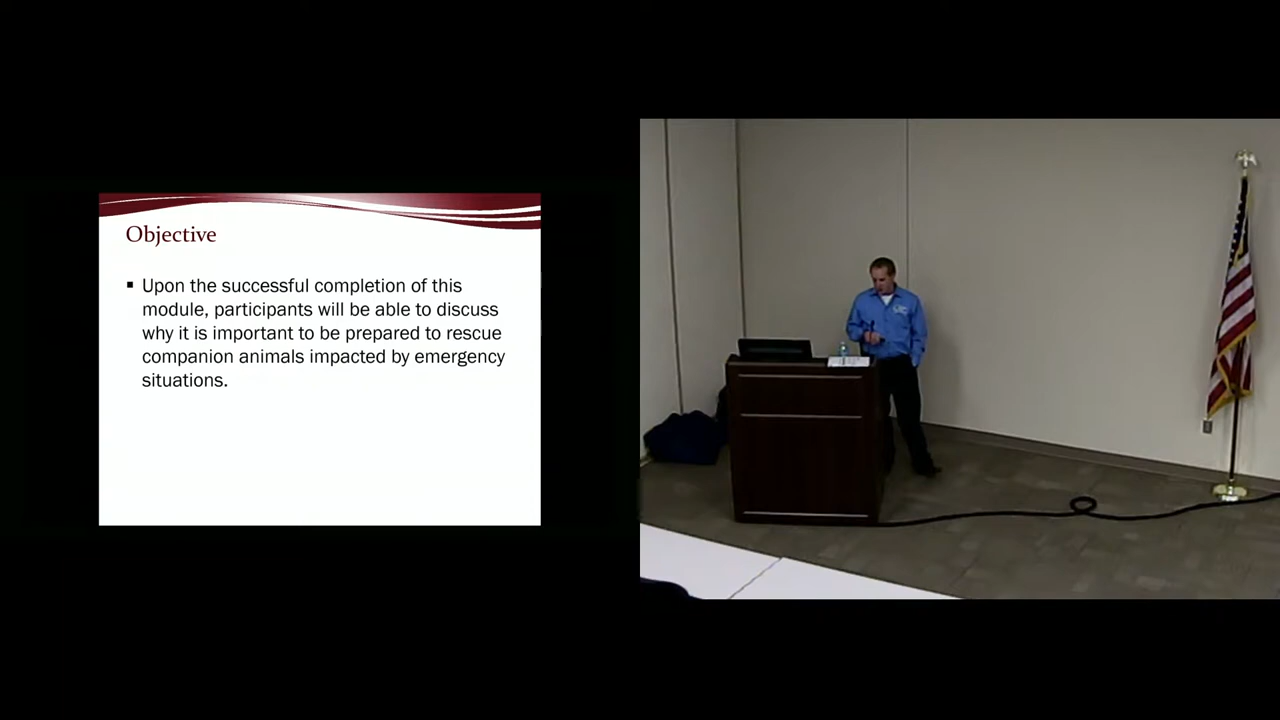 Objective
▪ Upon the successful completion of this
module, participants will be able to discuss
why it is important to be prepared to rescue
companion animals impacted by emergency
situations.